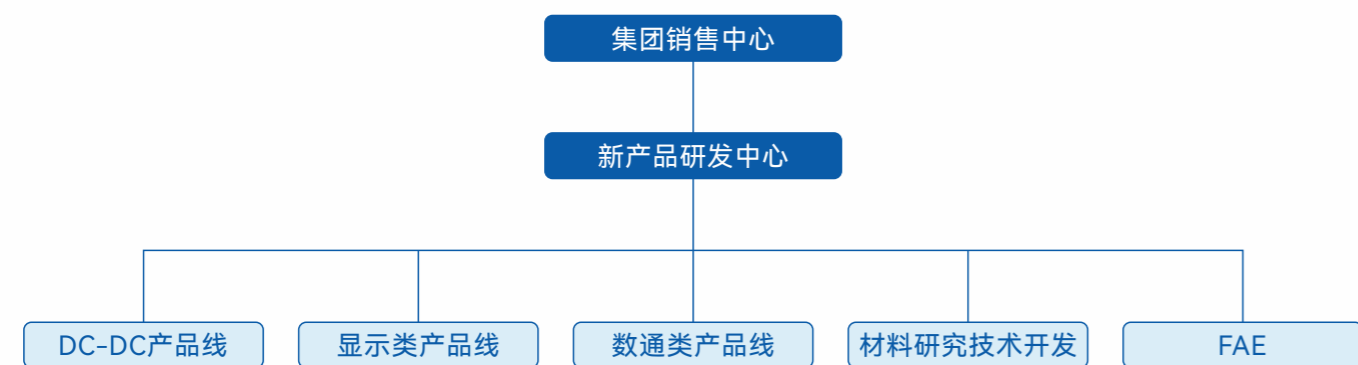 集团销售中心
新产品研发中心
DC-DC产品线
显示类产品线
数通类产品线
材料研究技术开发
FAE